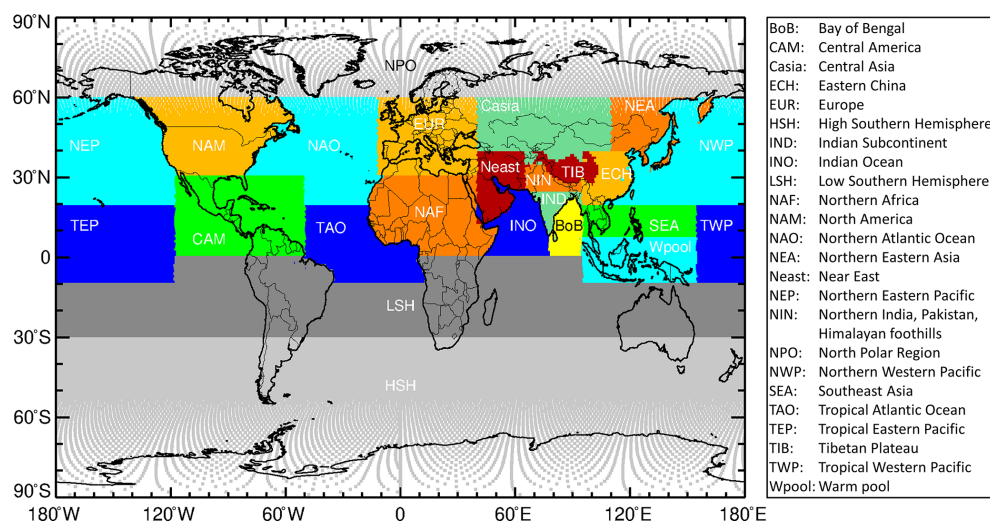 90°N
60°N
30°N
0
30°S
60°S
90°S
180°W
120°W
60°W
0
60°E
120°E
180°E
NPO
Casia
NEA
EUR
NEP
NAM
NAO
NWP
Neast
TIB
ECH
NIN
IND
NAF
TEP
CAM
TAO
INO
BoB
SEA
TWP
Wpool
LSH
HSH
BoB: Bay of Bengal
CAM: Central America
Casia: Central Asia
ECH: Eastern China
EUR: Europe
HSH: High Southern Hemisphere
IND: Indian Subcontinent
INO: Indian Ocean
LSH: Low Southern Hemisphere
NAF: Northern Africa
NAM: North America
NAO: Northern Atlantic Ocean
NEA: Northern Eastern Asia
Neast: Near East
NEP: Northern Eastern Pacific
NIN: Northern India, Pakistan,
Himalayan foothills
NPO: North Polar Region
NWP: Northern Western Pacific
SEA: Southeast Asia
TAO: Tropical Atlantic Ocean
TEP: Tropical Eastern Pacific
TIB: Tibetan Plateau
TWP: Tropical Western Pacific
Wpool: Warm pool